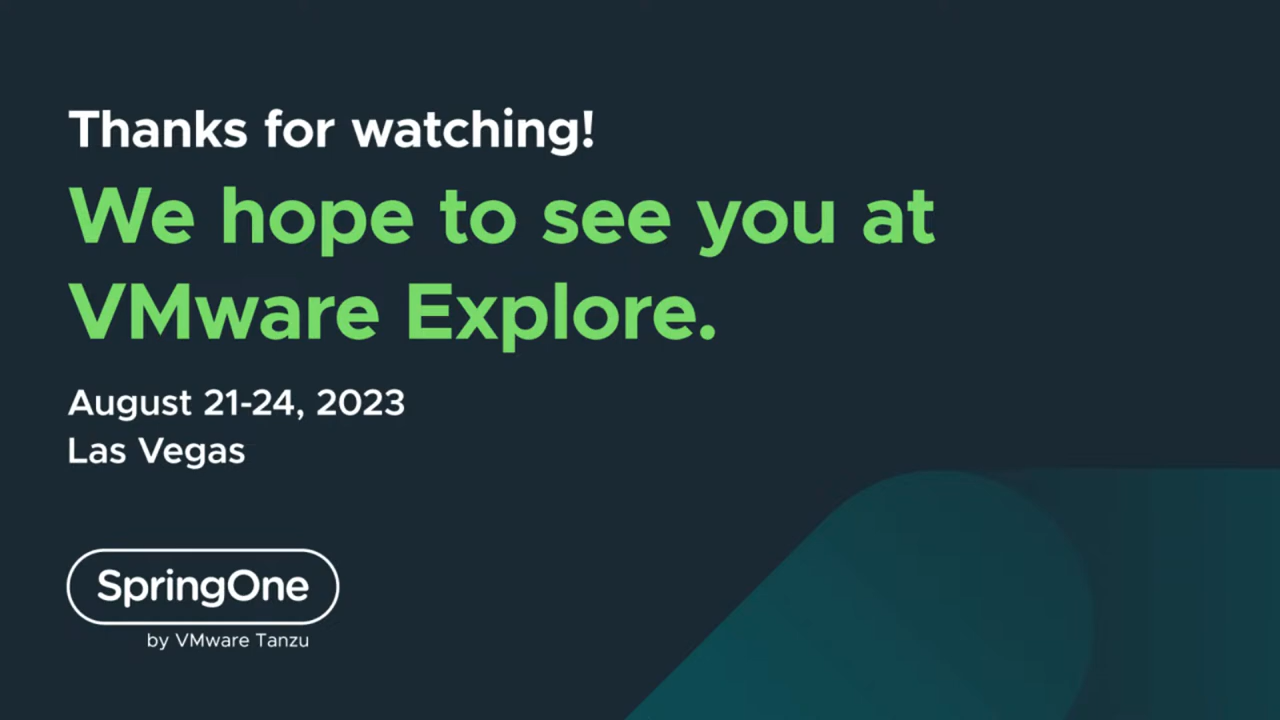 Thanks for watching!
We hope to see you at
VMware Explore.
August 21-24, 2023
Las Vegas
SpringOne
by VMware Tanzu